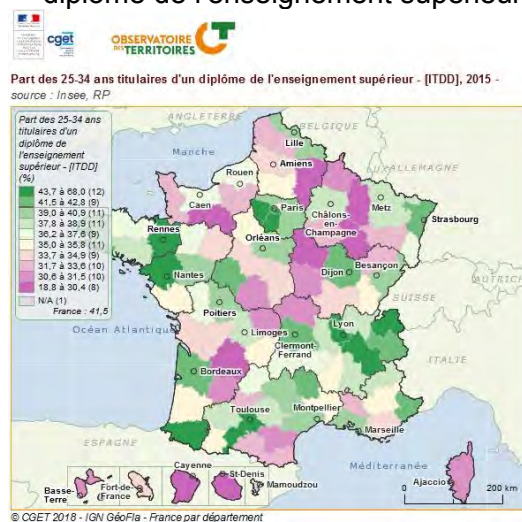 diplôme de l'enseignement supérieur
cget
OBSERVATOIRE
DES TERRITOIRES
Part des 25-34 ans titulaires d'un diplôme de l'enseignement supérieur - [ITDD], 2015 -
source : Insee, RP
Part des 25-34 ans
titulaires d'un
diplôme de
l'enseignement
supérieur - [ITDD]
(%)
43,7 à 68,0 (12)
41,5 à 42,8 (9)
39,0 à 40,9 (11)
37,8 à 38,9 (11)
36,2 à 37,6 (9)
35,0 à 35,8 (11)
33,7 à 34,9 (9)
31,7 à 33,6 (10)
30,6 à 31,5 (10)
18,8 à 30,4 (8)
N/A (1)
France : 41,5
ANGLETERRE
BELGIQUE
Lille
Manche
Amiens
LUX
ALLEMAGNE
Rouen
Caen
Paris
Châlons-
en-
Champagne
Metz
Strasbourg
Rennes
Orléans
Nantes
Dijon
Besançon
AUTRICH
SUISSE
Poitiers
Océan Atlantique
Limoges
Clermont-
Ferrand
Lyon
ITALIE
Bordeaux
Toulouse
Montpellier
Marseille
ESPAGNE
Méditerranée
Cayenne
St-Denis
Basse-
Terre
Fort-de-
France
Mamoudzou
Ajaccio
0
200 km
© CGET 2018 - IGN GéoFla - France par département